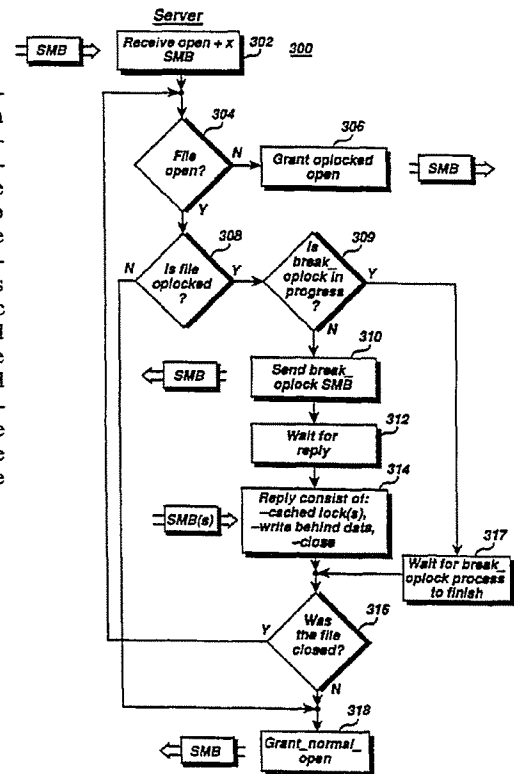 Server
SMB
Receive open + x
SMB
302
300
304
File
open?
N
306
Grant oplocked
open
SMB
Y
308
N
Is file
oplocked
?
Y
309
Is
break_
oplock in
progress
?
Y
N
310
SMB
Send break_
oplock SMB
312
Wait for
reply
314
SMB(s)
Reply consist of:
–cached lock(s),
–write behind data,
–close
317
Wait for break_
oplock process
to finish
316
Y
Was
the file
closed?
N
318
SMB
Grant_normal_
open